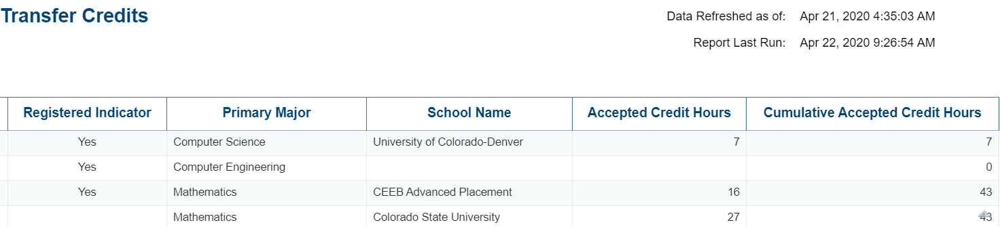 Transfer Credits
Data Refreshed as of: Apr 21, 2020 4:35:03 AM
Report Last Run: Apr 22, 2020 9:26:54 AM
Registered Indicator Primary Major School Name Accepted Credit Hours Cumulative Accepted Credit Hours
Yes Computer Science University of Colorado-Denver 7 7
Yes Computer Engineering 0
Yes Mathematics CEEB Advanced Placement 16 43
Mathematics Colorado State University 27 43